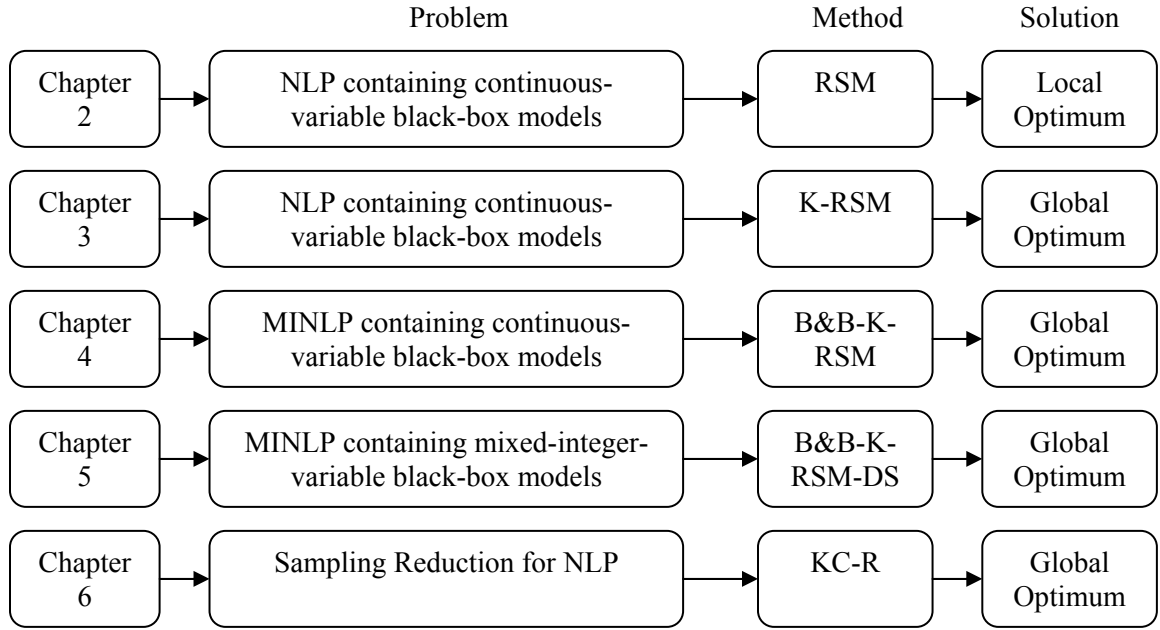 Problem Method Solution
Chapter
2
NLP containing continuous-
variable black-box models
RSM
Local
Optimum
Chapter
3
NLP containing continuous-
variable black-box models
K-RSM
Global
Optimum
Chapter
4
MINLP containing continuous-
variable black-box models
B&B-K-
RSM
Global
Optimum
Chapter
5
MINLP containing mixed-integer-
variable black-box models
B&B-K-
RSM-DS
Global
Optimum
Chapter
6
Sampling Reduction for NLP
KC-R
Global
Optimum